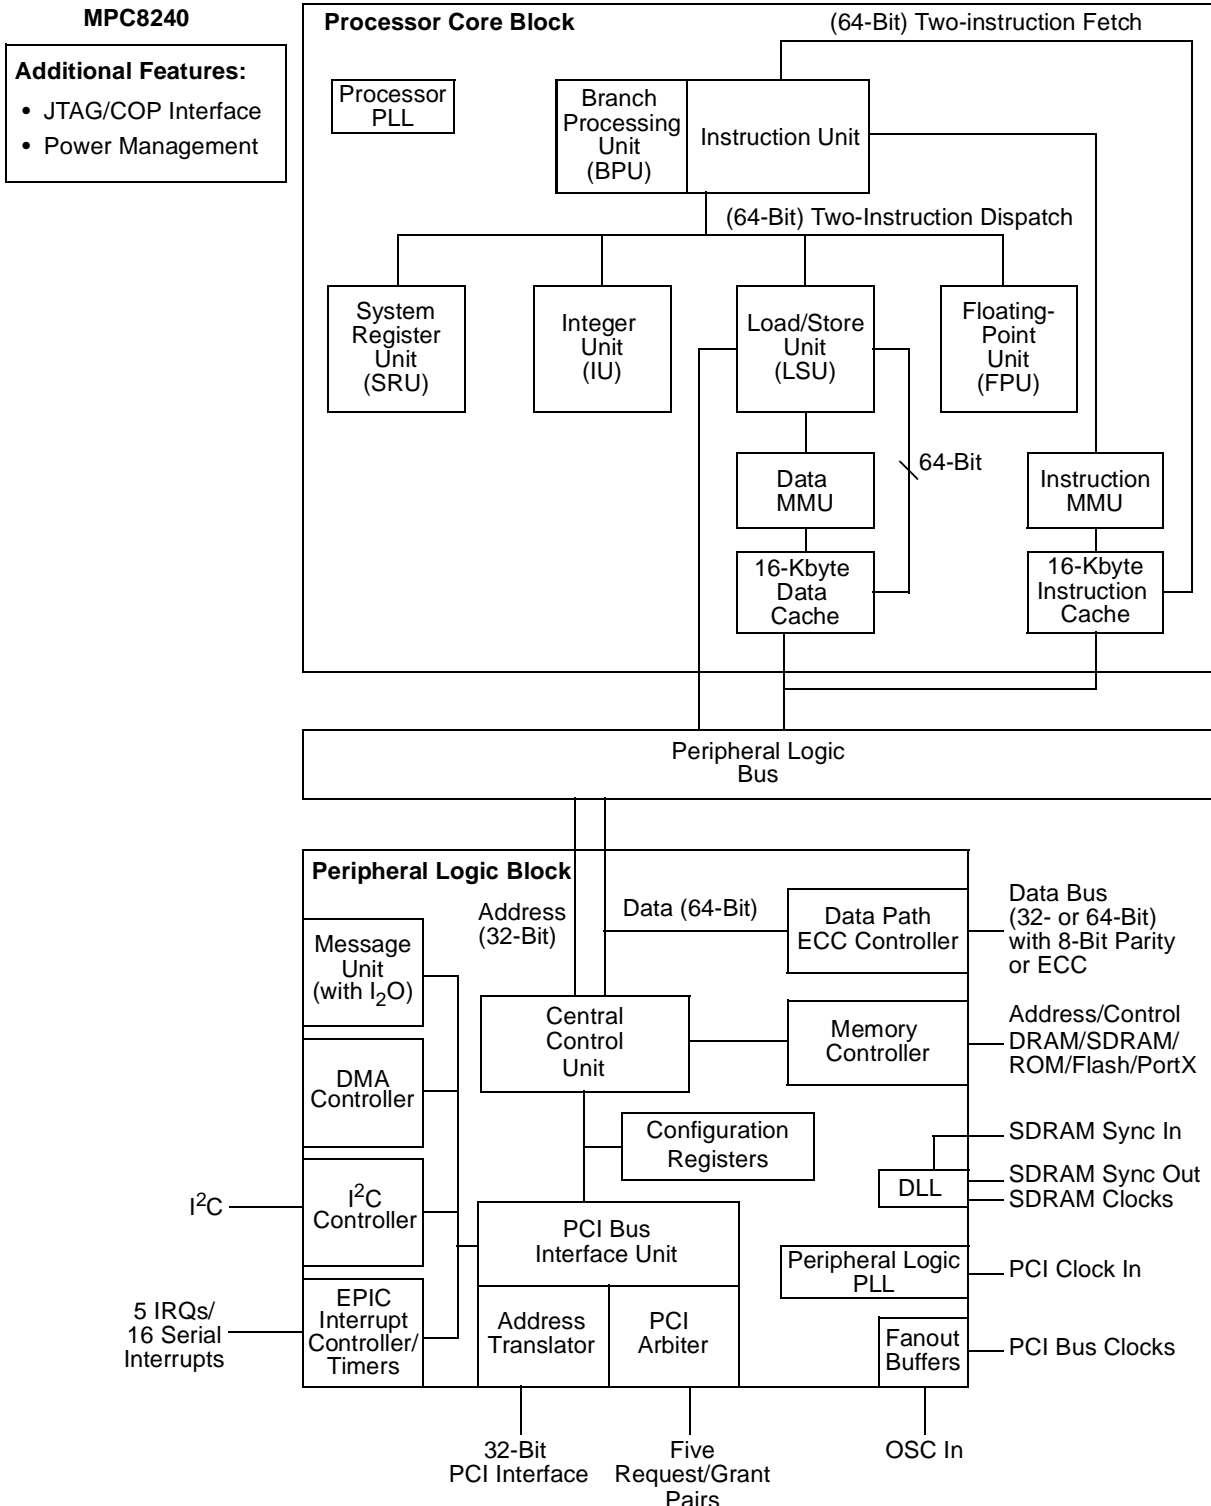 MPC8240
Additional Features:
• JTAG/COP Interface
• Power Management
Processor Core Block
(64-Bit) Two-instruction Fetch
Processor
PLL
Branch
Processing
Unit
(BPU)
Instruction Unit
(64-Bit) Two-Instruction Dispatch
System
Register
Unit
(SRU)
Integer
Unit
(IU)
Load/Store
Unit
(LSU)
Floating-
Point
Unit
(FPU)
64-Bit
Data
MMU
Instruction
MMU
16-Kbyte
Data
Cache
16-Kbyte
Instruction
Cache
Peripheral Logic
Bus
Peripheral Logic Block
Address
(32-Bit)
Data (64-Bit)
Data Path
ECC Controller
Data Bus
(32- or 64-Bit)
with 8-Bit Parity
or ECC
Message
Unit
(with I2O)
Central
Control
Unit
Memory
Controller
Address/Control
DRAM/SDRAM/
ROM/Flash/PortX
DMA
Controller
Configuration
Registers
SDRAM Sync In
DLL
SDRAM Sync Out
SDRAM Clocks
I2C
I2C
Controller
PCI Bus
Interface Unit
Peripheral Logic
PLL
PCI Clock In
5 IRQs/
16 Serial
Interrupts
EPIC
Interrupt
Controller/
Timers
Address
Translator
PCI
Arbiter
Fanout
Buffers
PCI Bus Clocks
32-Bit
PCI Interface
Five
Request/Grant
Pairs
OSC In